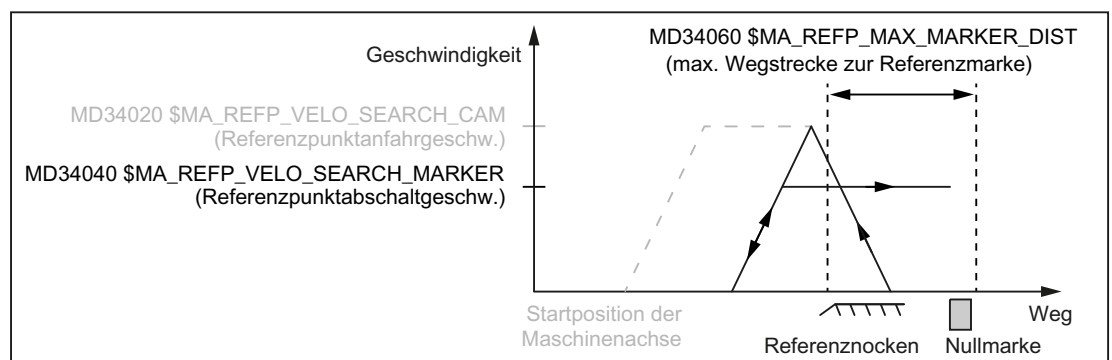 MD34060 $MA_REFP_MAX_MARKER_DIST
(max. Wegstrecke zur Referenzmarke)
Geschwindigkeit
MD34020 $MA_REFP_VELO_SEARCH_CAM
(Referenzpunktanfahrgeschw.)
MD34040 $MA_REFP_VELO_SEARCH_MARKER
(Referenzpunktabschaltgeschw.)
Startposition der
Maschinenachse
Weg
Referenznocken
Nullmarke